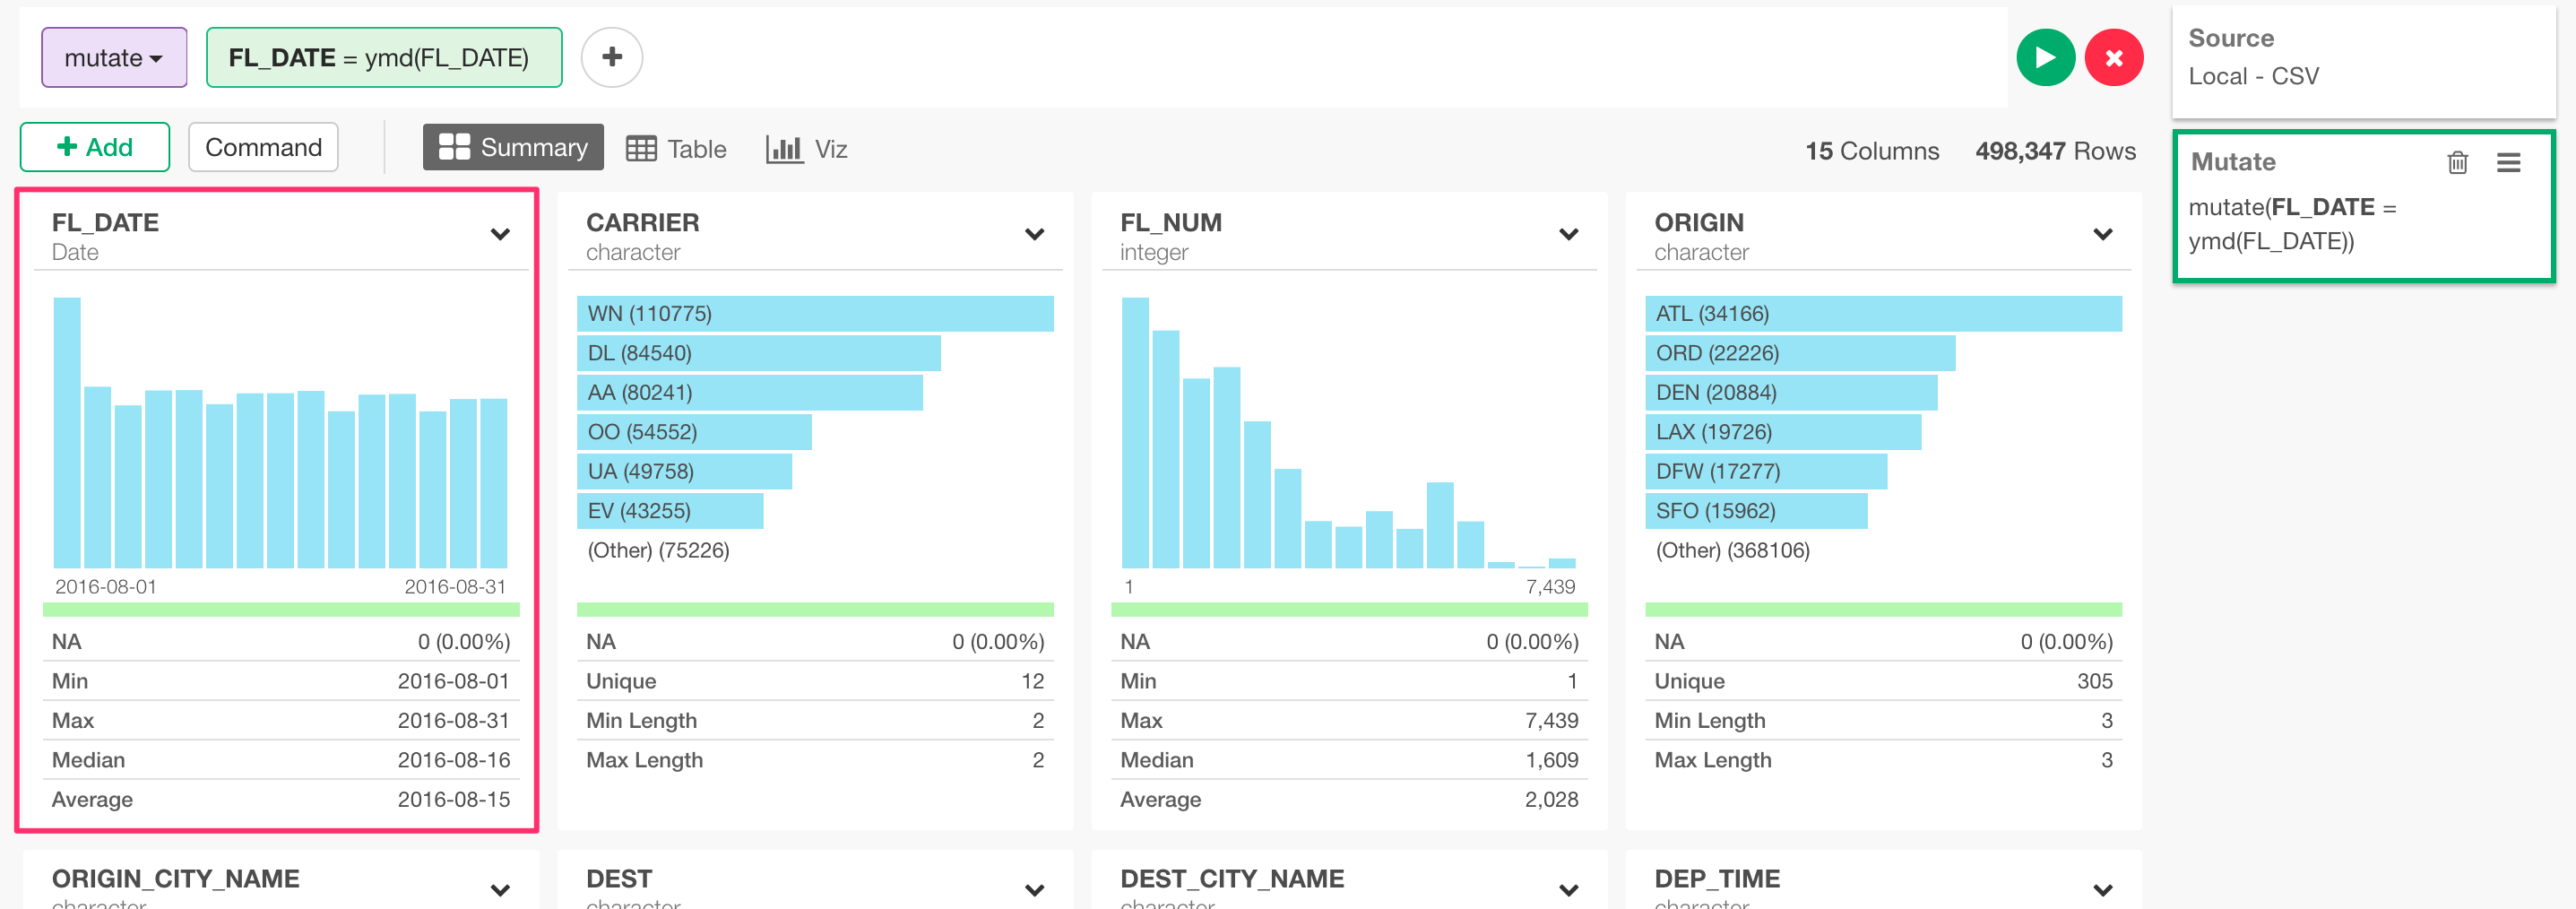 mutate
FL_DATE = ymd(FL_DATE)
Source
Local - CSV
Add
Command
Summary
Table
Viz
15 Columns
498,347 Rows
Mutate
mutate(FL_DATE =
ymd(FL_DATE))
FL_DATE
Date
2016-08-01
2016-08-31
NA 0 (0.00%)
Min 2016-08-01
Max 2016-08-31
Median 2016-08-16
Average 2016-08-15
CARRIER
character
WN (110775)
DL (84540)
AA (80241)
OO (54552)
UA (49758)
EV (43255)
(Other) (75226)
NA 0 (0.00%)
Unique 12
Min Length 2
Max Length 2
FL_NUM
integer
1
7,439
NA 0 (0.00%)
Min 1
Max 7,439
Median 1,609
Average 2,028
ORIGIN
character
ATL (34166)
ORD (22226)
DEN (20884)
LAX (19726)
DFW (17277)
SFO (15962)
(Other) (368106)
NA 0 (0.00%)
Unique 305
Min Length 3
Max Length 3
ORIGIN_CITY_NAME
character
DEST
character
DEST_CITY_NAME
character
DEP_TIME
character